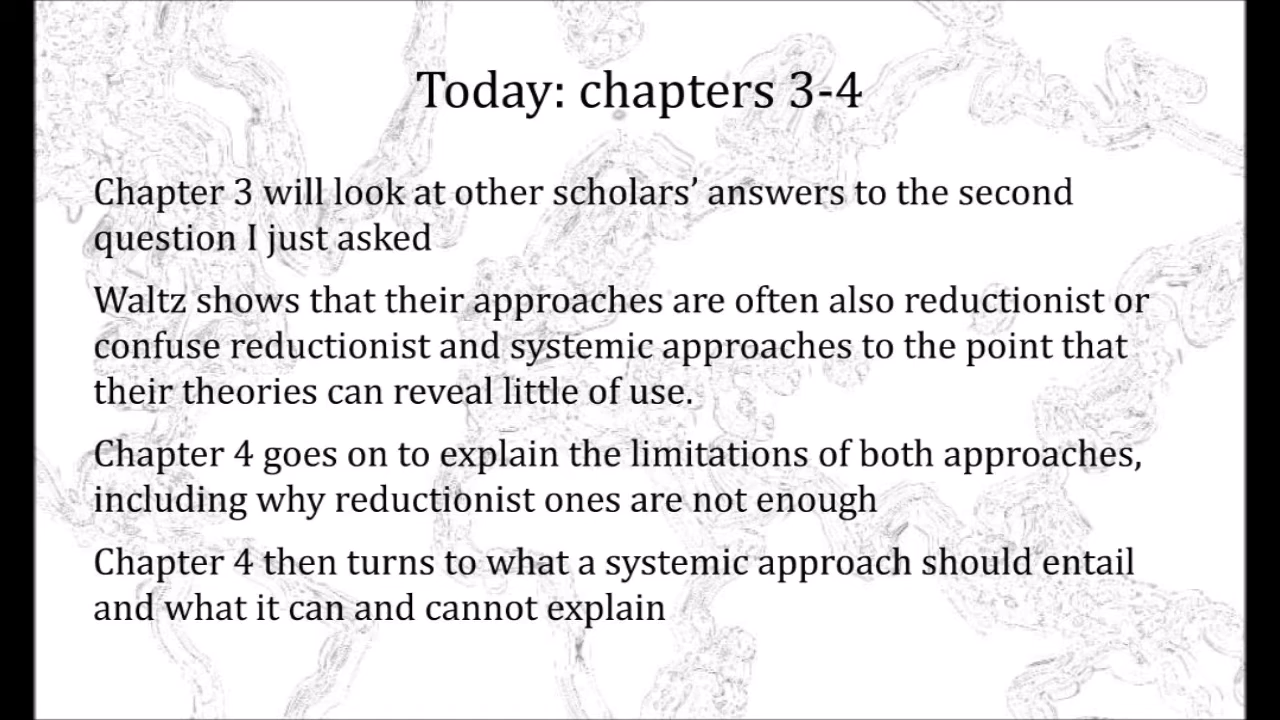 Today: chapters 3-4
Chapter 3 will look at other scholars’ answers to the second
question I just asked
Waltz shows that their approaches are often also reductionist or
confuse reductionist and systemic approaches to the point that
their theories can reveal little of use.
Chapter 4 goes on to explain the limitations of both approaches,
including why reductionist ones are not enough
Chapter 4 then turns to what a systemic approach should entail
and what it can and cannot explain